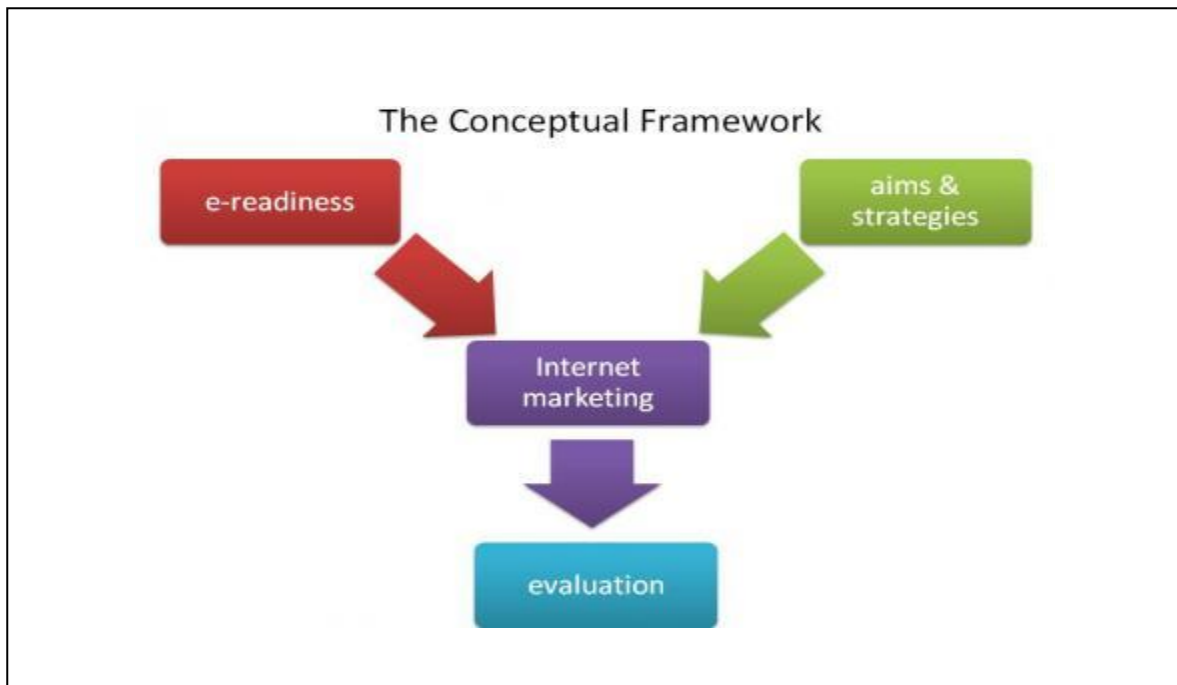 The Conceptual Framework
e-readiness
aims &
strategies
Internet
marketing
evaluation